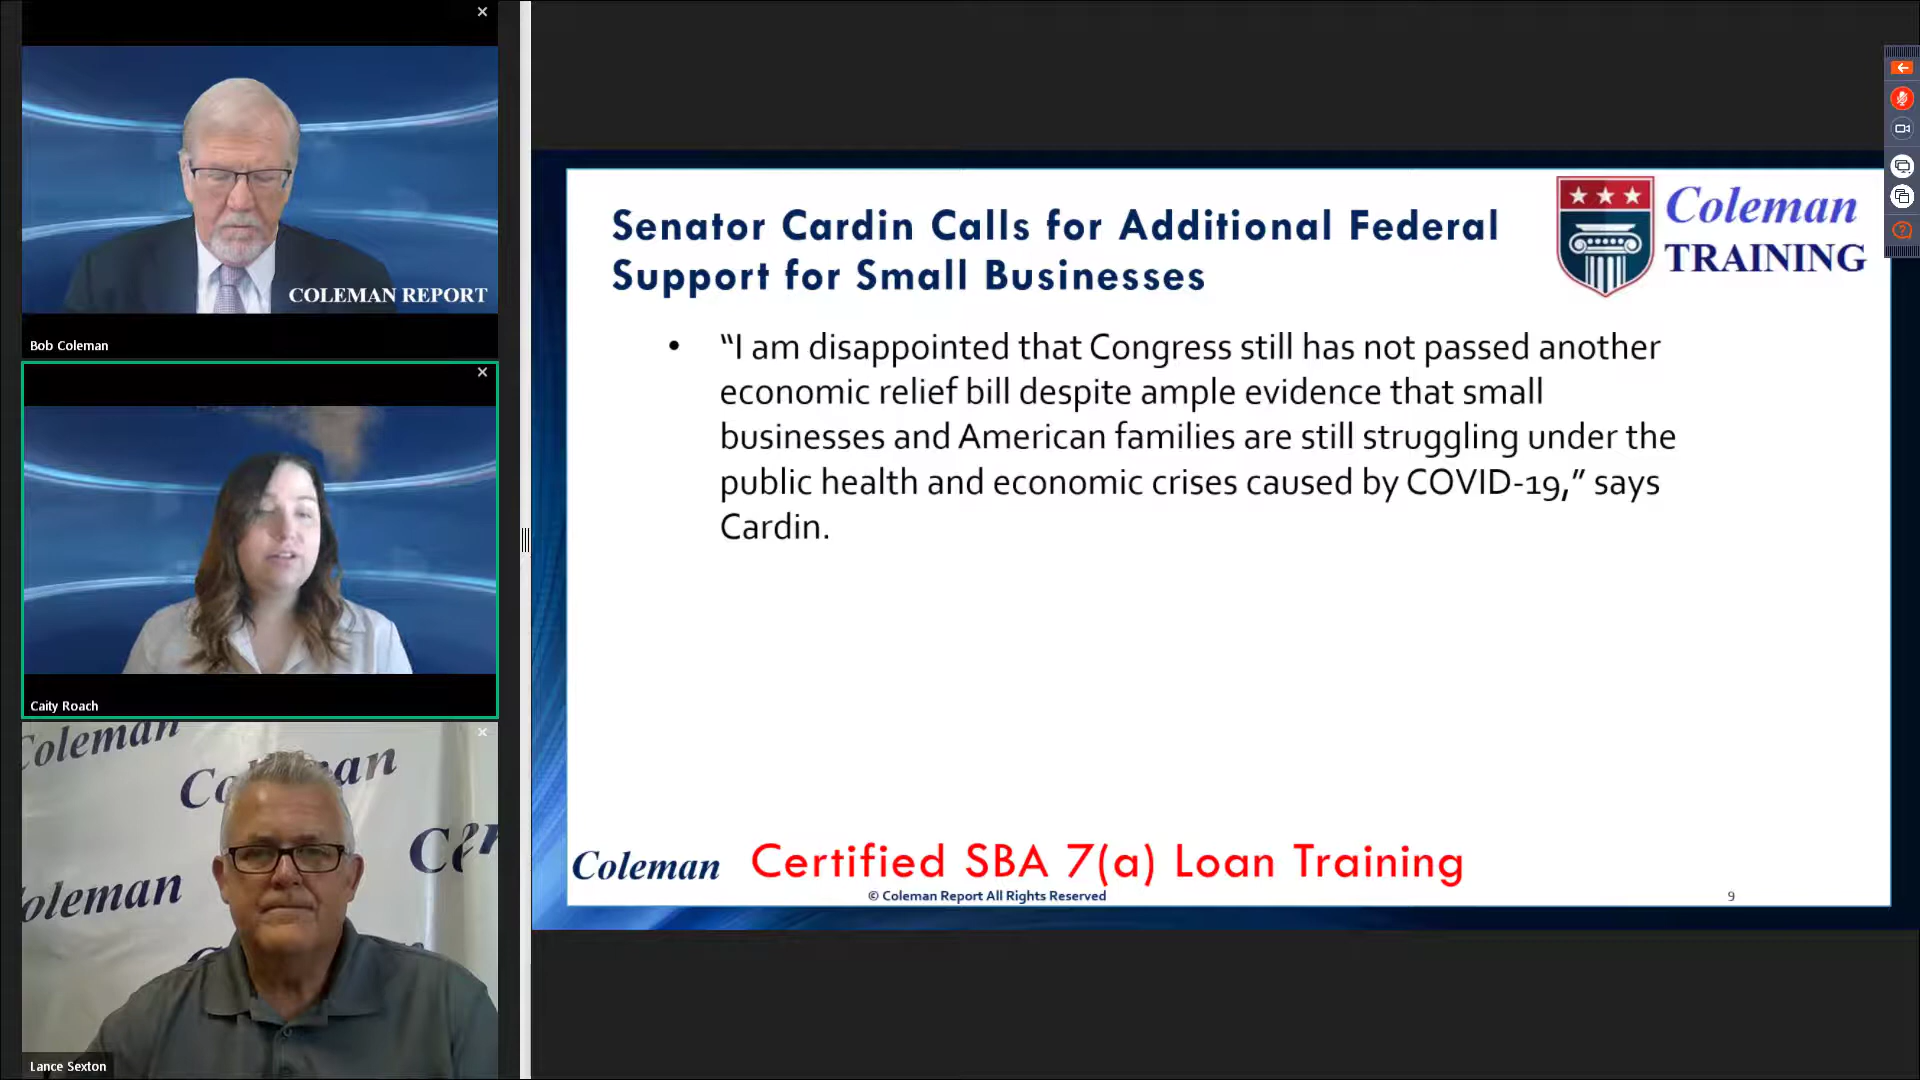 COLEMAN REPORT
Bob Coleman
Caity Roach
Coleman
Coleman
Lance Sexton
Senator Cardin Calls for Additional Federal
Support for Small Businesses
Coleman
TRAINING
• “I am disappointed that Congress still has not passed another
economic relief bill despite ample evidence that small
businesses and American families are still struggling under the
public health and economic crises caused by COVID-19,” says
Cardin.
Coleman Certified SBA 7(a) Loan Training
© Coleman Report All Rights Reserved
9